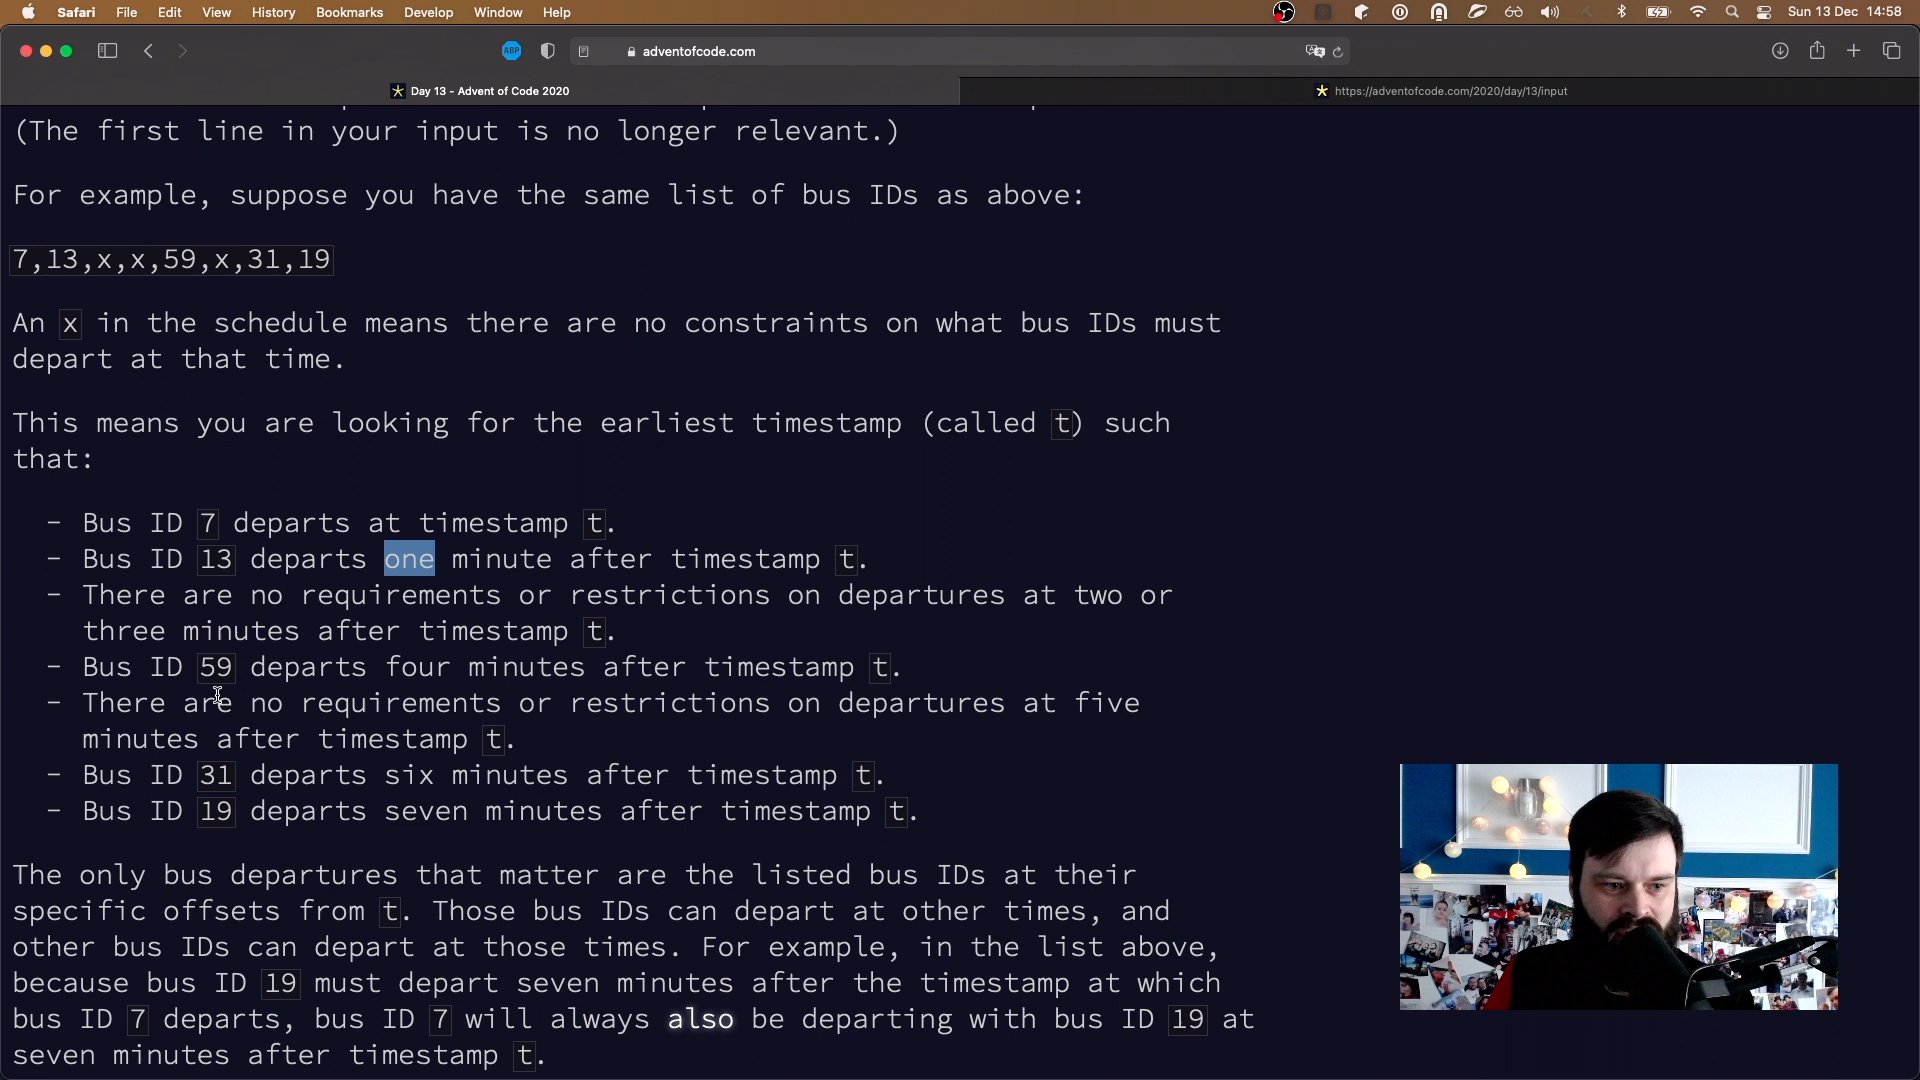 Safari File Edit View History Bookmarks Develop Window Help Sun 13 Dec 14:58
ABP adventofcode.com
Day 13 - Advent of Code 2020 https://adventofcode.com/2020/day/13/input
(The first line in your input is no longer relevant.)
For example, suppose you have the same list of bus IDs as above:
7,13,x,x,59,x,31,19
An x in the schedule means there are no constraints on what bus IDs must
depart at that time.
This means you are looking for the earliest timestamp (called t) such
that:
- Bus ID 7 departs at timestamp t.
- Bus ID 13 departs one minute after timestamp t.
- There are no requirements or restrictions on departures at two or
three minutes after timestamp t.
- Bus ID 59 departs four minutes after timestamp t.
- There are no requirements or restrictions on departures at five
minutes after timestamp t.
- Bus ID 31 departs six minutes after timestamp t.
- Bus ID 19 departs seven minutes after timestamp t.
The only bus departures that matter are the listed bus IDs at their
specific offsets from t. Those bus IDs can depart at other times, and
other bus IDs can depart at those times. For example, in the list above,
because bus ID 19 must depart seven minutes after the timestamp at which
bus ID 7 departs, bus ID 7 will always also be departing with bus ID 19 at
seven minutes after timestamp t.